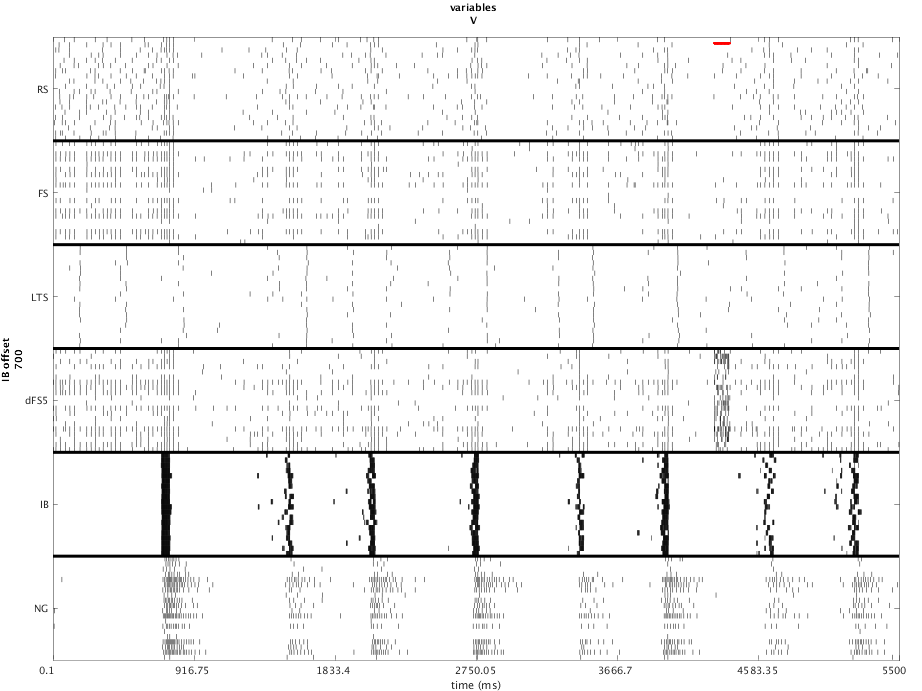 variables
V
RS
FS
LTS
IB offset
700
dFS5
IB
NG
0.1
916.75
1833.4
2750.05
3666.7
4583.35
5500
time (ms)